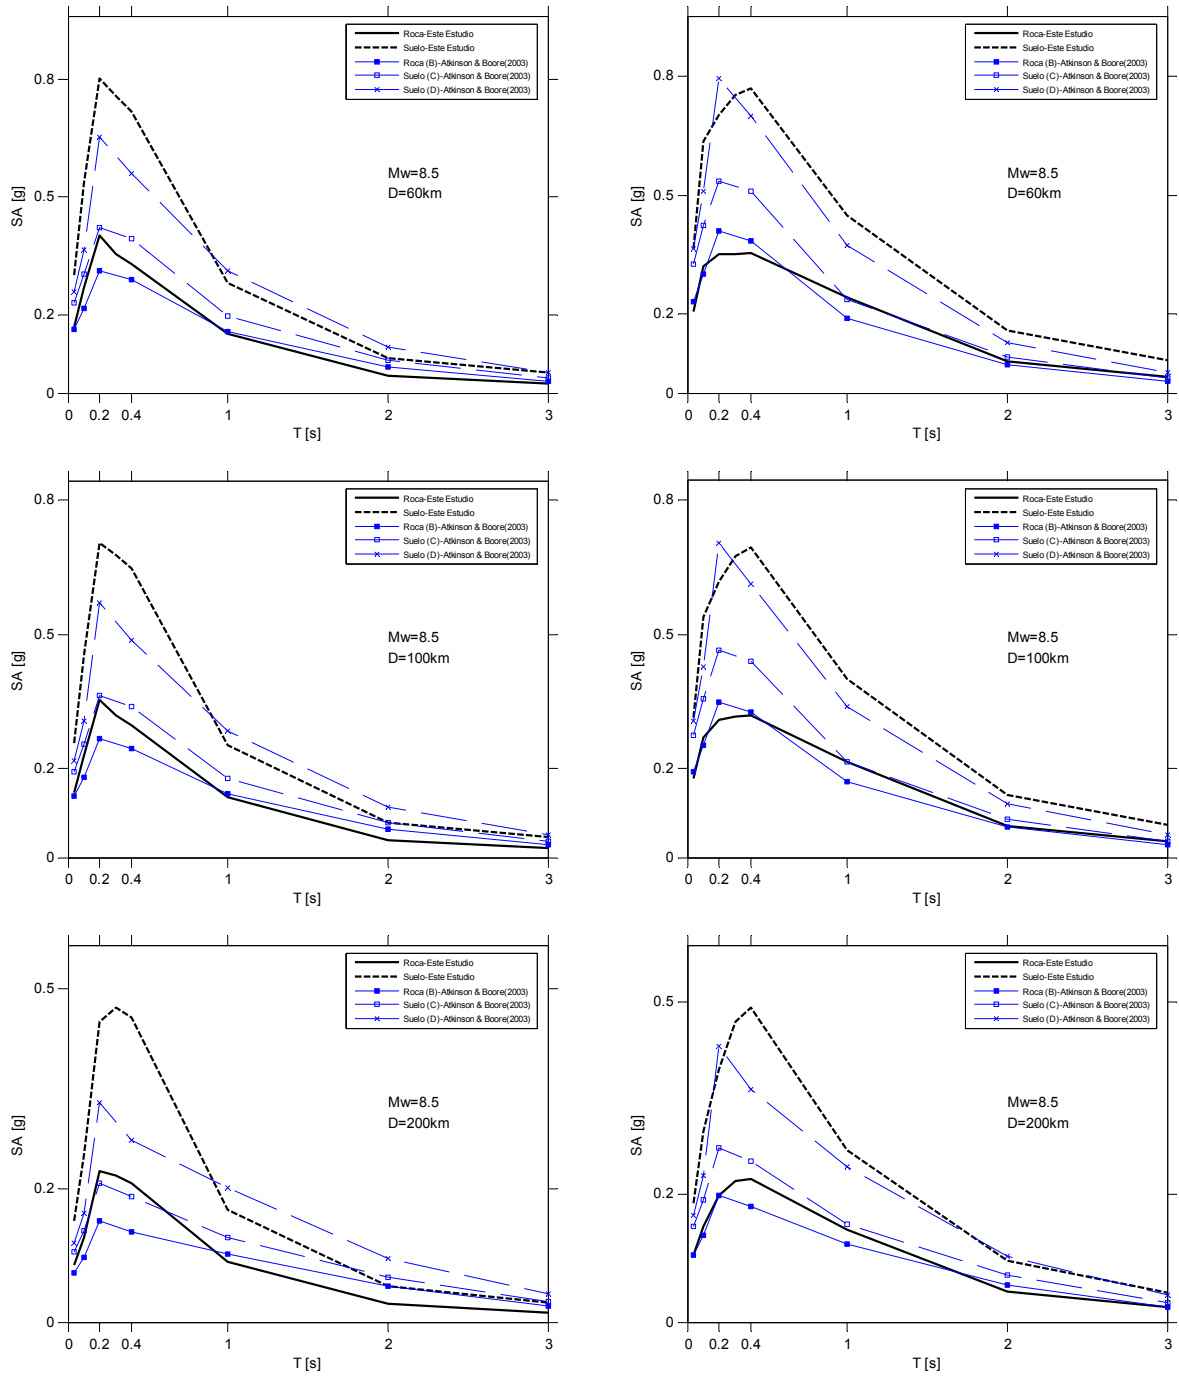 Roca-Este Estudio
Suelo-Este Estudio
Roca (B)-Atkinson & Boore(2003)
Suelo (C)-Atkinson & Boore(2003)
Suelo (D)-Atkinson & Boore(2003)
0.8
0.5
0.2
0
SA [g]
Mw=8.5
D=60km
0 0.2 0.4 1 2 3
T [s]
Roca-Este Estudio
Suelo-Este Estudio
Roca (B)-Atkinson & Boore(2003)
Suelo (C)-Atkinson & Boore(2003)
Suelo (D)-Atkinson & Boore(2003)
0.8
0.5
0.2
0
SA [g]
Mw=8.5
D=60km
0 0.2 0.4 1 2 3
T [s]
Roca-Este Estudio
Suelo-Este Estudio
Roca (B)-Atkinson & Boore(2003)
Suelo (C)-Atkinson & Boore(2003)
Suelo (D)-Atkinson & Boore(2003)
0.8
0.5
0.2
0
SA [g]
Mw=8.5
D=100km
0 0.2 0.4 1 2 3
T [s]
Roca-Este Estudio
Suelo-Este Estudio
Roca (B)-Atkinson & Boore(2003)
Suelo (C)-Atkinson & Boore(2003)
Suelo (D)-Atkinson & Boore(2003)
0.8
0.5
0.2
0
SA [g]
Mw=8.5
D=100km
0 0.2 0.4 1 2 3
T [s]
Roca-Este Estudio
Suelo-Este Estudio
Roca (B)-Atkinson & Boore(2003)
Suelo (C)-Atkinson & Boore(2003)
Suelo (D)-Atkinson & Boore(2003)
0.5
0.2
0
SA [g]
Mw=8.5
D=200km
0 0.2 0.4 1 2 3
T [s]
Roca-Este Estudio
Suelo-Este Estudio
Roca (B)-Atkinson & Boore(2003)
Suelo (C)-Atkinson & Boore(2003)
Suelo (D)-Atkinson & Boore(2003)
0.5
0.2
0
SA [g]
Mw=8.5
D=200km
0 0.2 0.4 1 2 3
T [s]